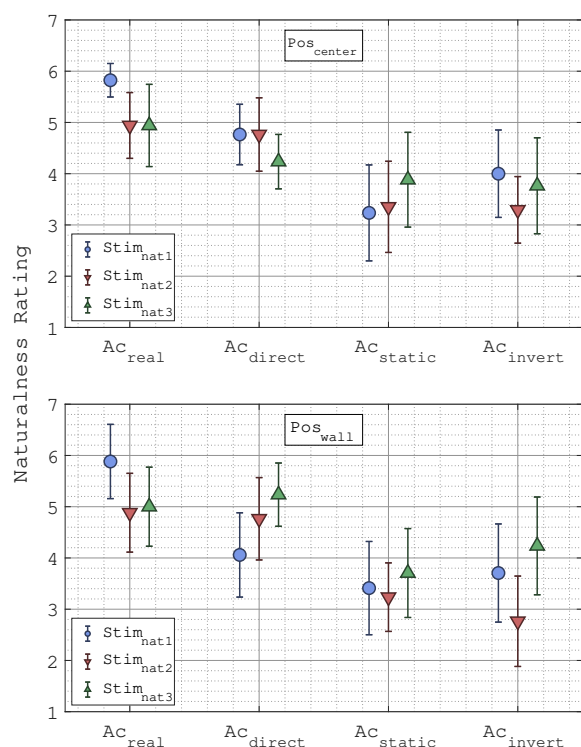 Naturalness Rating
7
6
5
4
3
2
1
Pos_center
Stim_nat1
Stim_nat2
Stim_nat3
Ac_real Ac_direct Ac_static Ac_invert
7
6
5
4
3
2
1
Pos_wall
Stim_nat1
Stim_nat2
Stim_nat3
Ac_real Ac_direct Ac_static Ac_invert